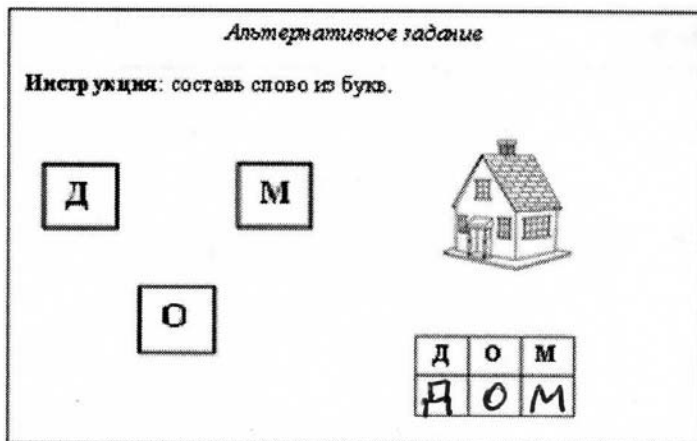 Альтернативное задание
Инструкция: составь слово из букв.
Д М
О
Д О М
Д О М